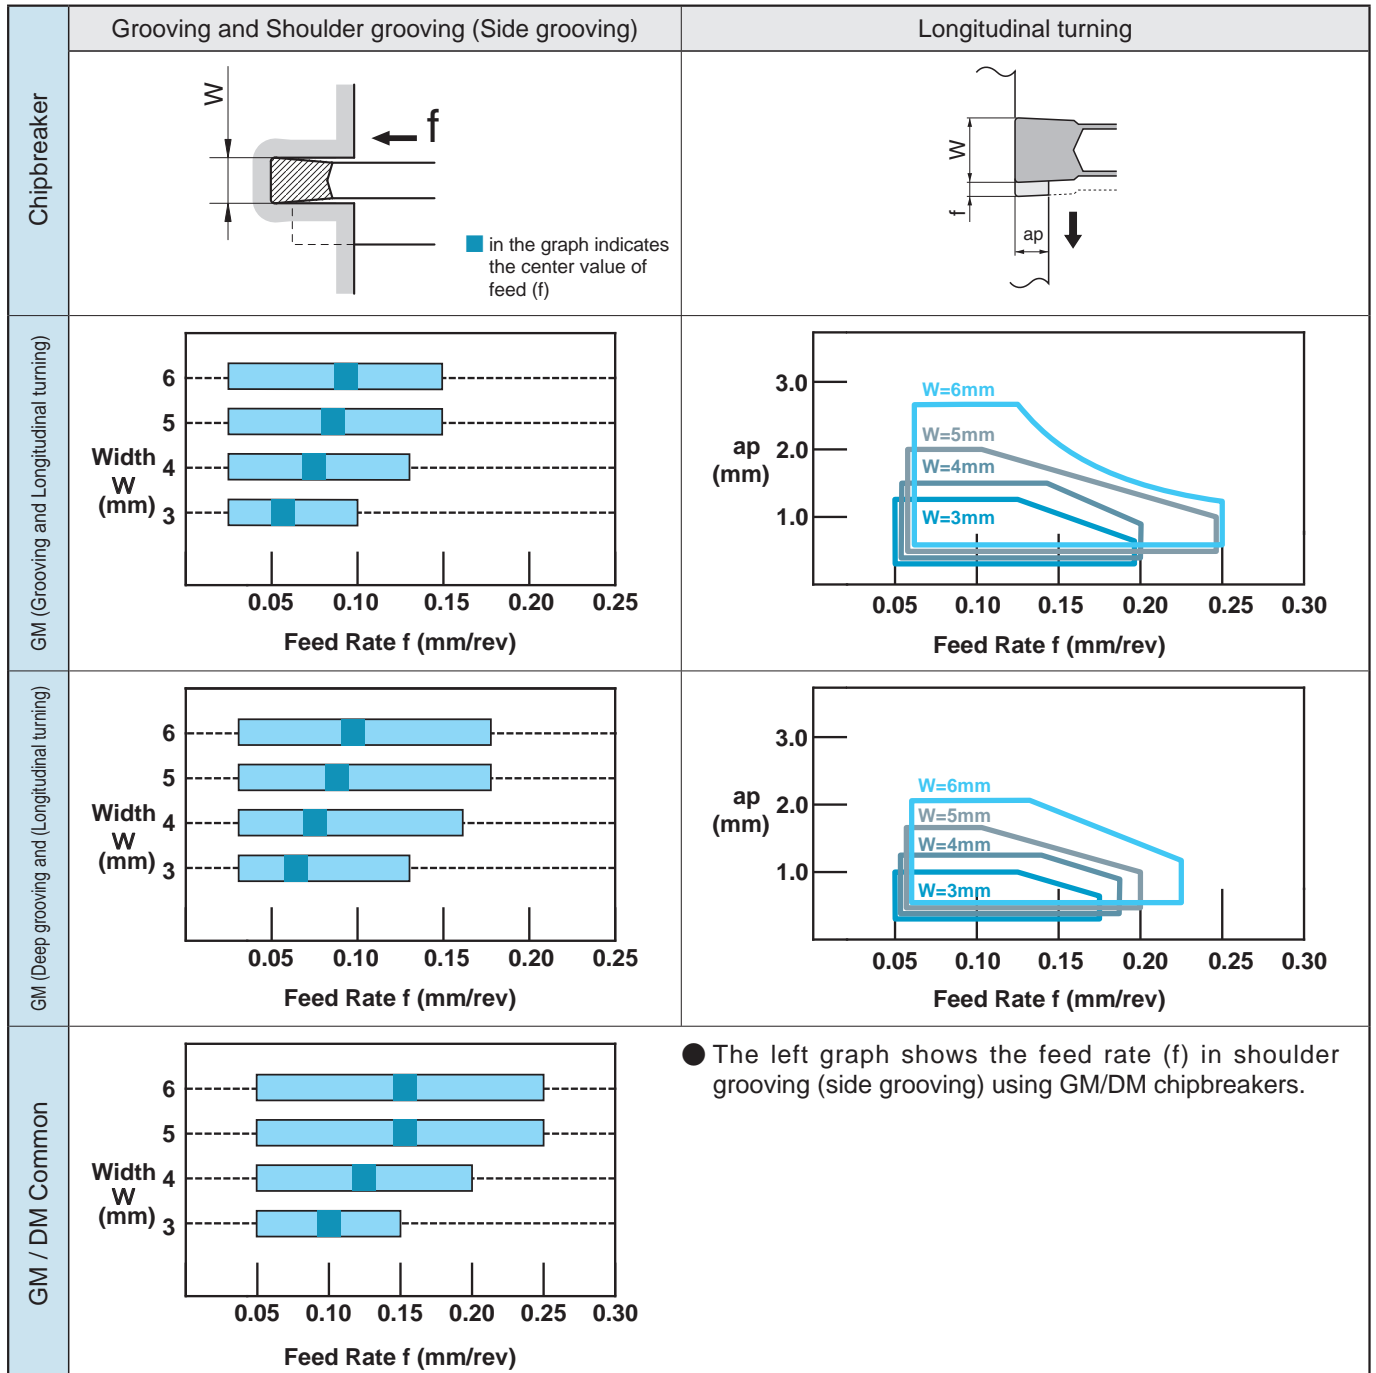 Grooving and Shoulder grooving (Side grooving)
Longitudinal turning
Chipbreaker
W
f
in the graph indicates
the center value of
feed (f)
W
f
ap
GM (Grooving and Longitudinal turning)
6
5
Width
4
W
(mm)
3
0.05 0.10 0.15 0.20 0.25
Feed Rate f (mm/rev)
3.0
W=6mm
W=5mm
ap
2.0
(mm)
W=4mm
W=3mm
1.0
0.05 0.10 0.15 0.20 0.25 0.30
Feed Rate f (mm/rev)
GM (Deep grooving and (Longitudinal turning)
6
5
Width
4
W
(mm)
3
0.05 0.10 0.15 0.20 0.25
Feed Rate f (mm/rev)
3.0
W=6mm
ap
2.0
(mm)
W=5mm
W=4mm
1.0
W=3mm
0.05 0.10 0.15 0.20 0.25 0.30
Feed Rate f (mm/rev)
GM / DM Common
6
5
Width
4
W
(mm)
3
0.05 0.10 0.15 0.20 0.25 0.30
Feed Rate f (mm/rev)
● The left graph shows the feed rate (f) in shoulder
grooving (side grooving) using GM/DM chipbreakers.